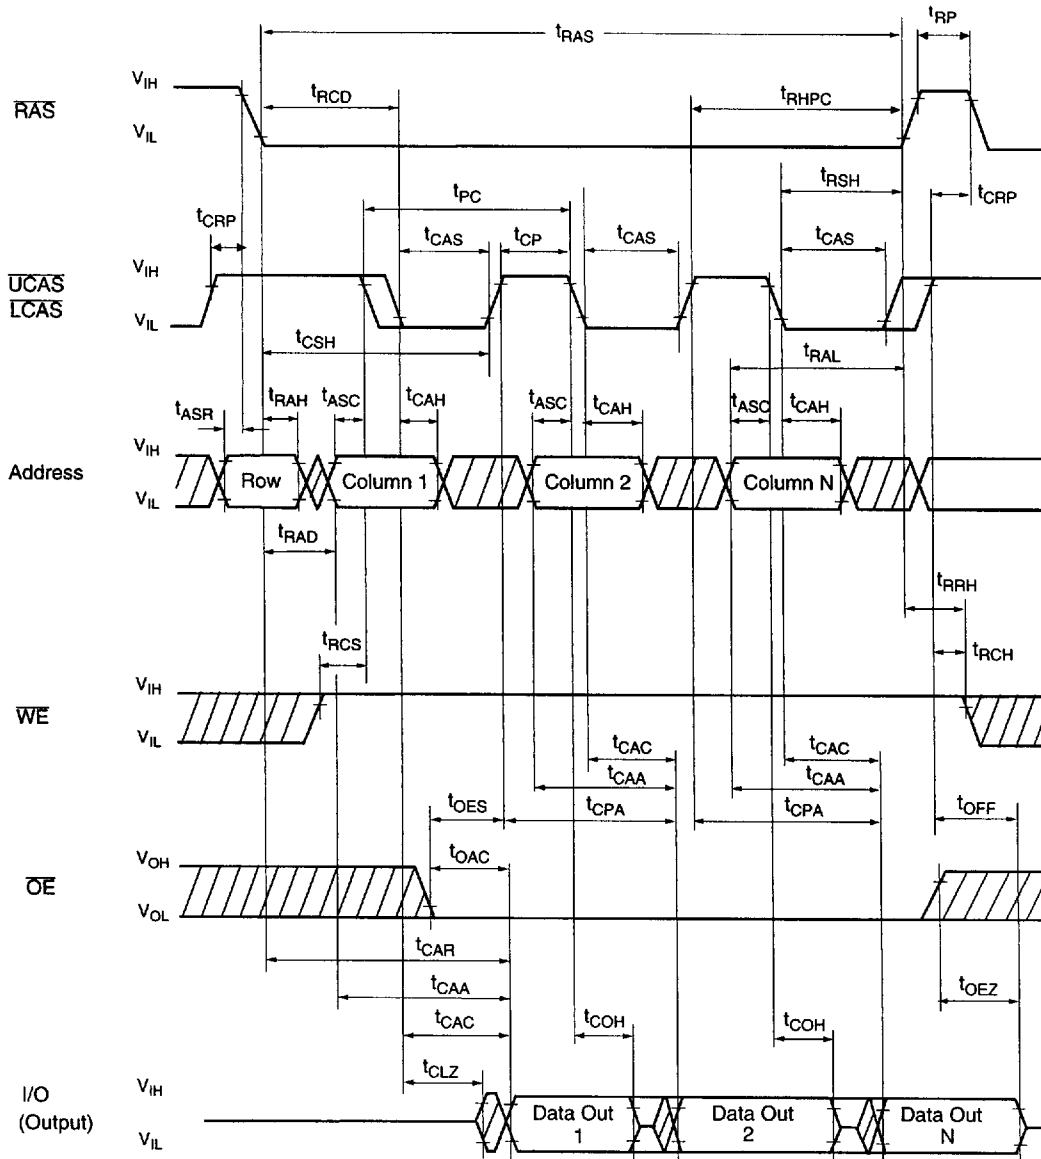 tRP
tRAS
VIH
RAS
tRCD
tRHPC
VIL
tRSH
tPC
tCRP
tCRP
tCAS
tCP
tCAS
tCAS
VIH
UCAS
LCAS
VIL
tCSH
tRAL
tASR
tRAH
tASC
tCAH
tASC
tCAH
tASC
tCAH
VIH
Address
Row
Column 1
Column 2
Column N
VIL
tRAD
tRRH
tRCS
tRCH
VIH
WE
VIL
tCAC
tCAC
tCAA
tCAA
tOES
tCPA
tCPA
tOFF
tOAC
VOH
OE
VOL
tCAR
tCAA
tOEZ
tCAC
tCOH
tCOH
tCLZ
VIH
I/O
(Output)
Data Out
1
Data Out
2
Data Out
N
VIL